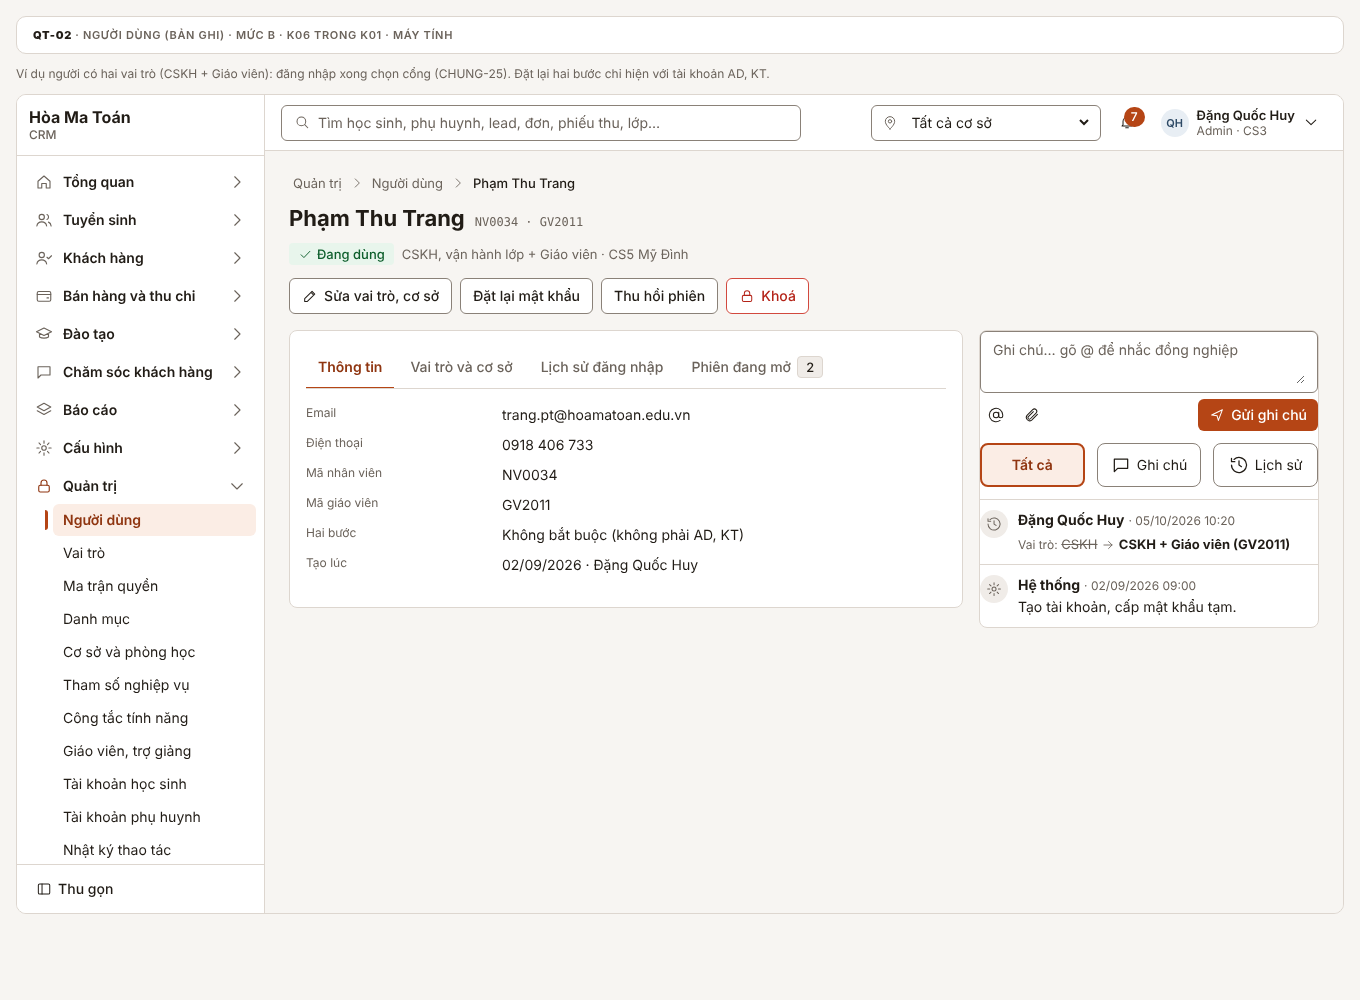 QT-02 · NGƯỜI DÙNG (BẢN GHI) · MỨC B · K06 TRONG K01 · MÁY TÍNH
Ví dụ người có hai vai trò (CSKH + Giáo viên): đăng nhập xong chọn cổng (CHUNG-25). Đặt lại hai bước chỉ hiện với tài khoản AD, KT.
Hòa Ma Toán
CRM
Tìm học sinh, phụ huynh, lead, đơn, phiếu thu, lớp...
Tất cả cơ sở
7
QH
Đặng Quốc Huy
Admin · CS3
Tổng quan
Tuyển sinh
Khách hàng
Bán hàng và thu chi
Đào tạo
Chăm sóc khách hàng
Báo cáo
Cấu hình
Quản trị
Người dùng
Vai trò
Ma trận quyền
Danh mục
Cơ sở và phòng học
Tham số nghiệp vụ
Công tắc tính năng
Giáo viên, trợ giảng
Tài khoản học sinh
Tài khoản phụ huynh
Nhật ký thao tác
Thu gọn
Quản trị > Người dùng > Phạm Thu Trang
Phạm Thu Trang NV0034 · GV2011
Đang dùng CSKH, vận hành lớp + Giáo viên · CS5 Mỹ Đình
Sửa vai trò, cơ sở Đặt lại mật khẩu Thu hồi phiên Khoá
Thông tin Vai trò và cơ sở Lịch sử đăng nhập Phiên đang mở 2
Email trang.pt@hoamatoan.edu.vn
Điện thoại 0918 406 733
Mã nhân viên NV0034
Mã giáo viên GV2011
Hai bước Không bắt buộc (không phải AD, KT)
Tạo lúc 02/09/2026 · Đặng Quốc Huy
Ghi chú... gõ @ để nhắc đồng nghiệp
Gửi ghi chú
Tất cả Ghi chú Lịch sử
Đặng Quốc Huy · 05/10/2026 10:20
Vai trò: CSKH → CSKH + Giáo viên (GV2011)
Hệ thống · 02/09/2026 09:00
Tạo tài khoản, cấp mật khẩu tạm.